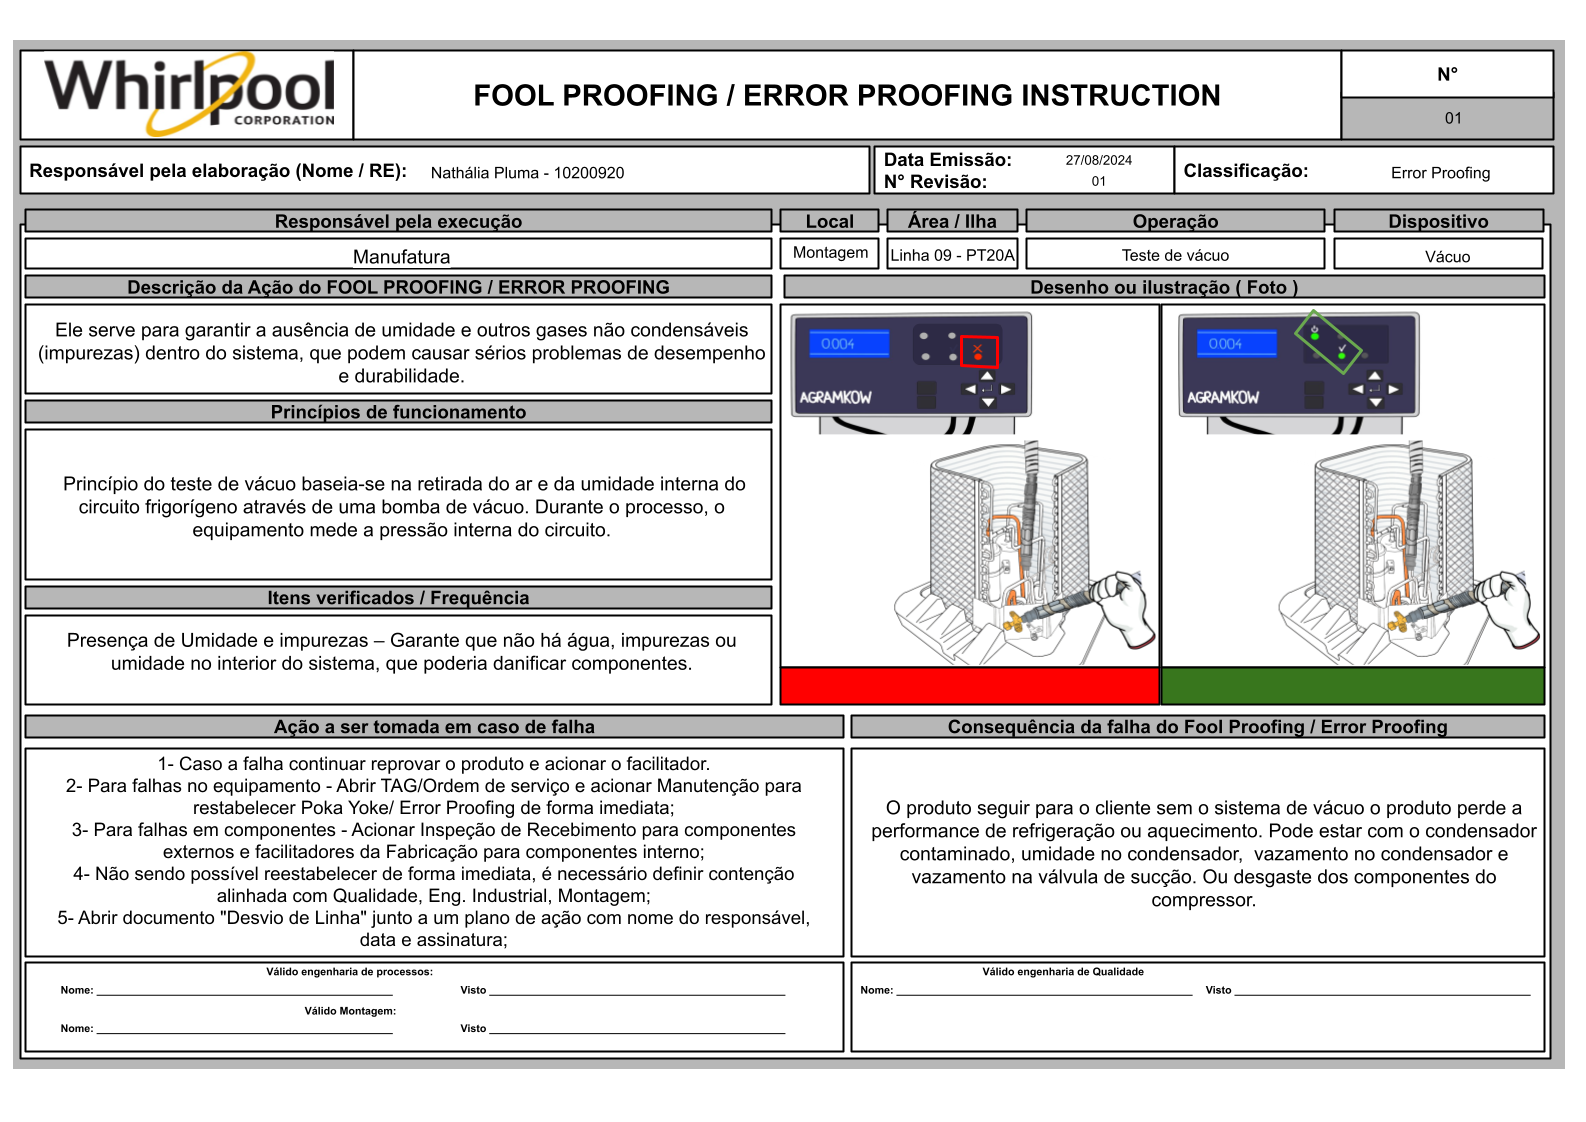 Whirlpool
CORPORATION
FOOL PROOFING / ERROR PROOFING INSTRUCTION
N°
01
Responsável pela elaboração (Nome / RE): Nathália Pluma - 10200920
Data Emissão: 27/08/2024
N° Revisão: 01
Classificação: Error Proofing
Responsável pela execução
Local
Área / Ilha
Operação
Dispositivo
Manufatura
Montagem
Linha 09 - PT20A
Teste de vácuo
Vácuo
Descrição da Ação do FOOL PROOFING / ERROR PROOFING
Desenho ou ilustração ( Foto )
Ele serve para garantir a ausência de umidade e outros gases não condensáveis
(impurezas) dentro do sistema, que podem causar sérios problemas de desempenho
e durabilidade.
Princípios de funcionamento
Princípio do teste de vácuo baseia-se na retirada do ar e da umidade interna do
circuito frigorígeno através de uma bomba de vácuo. Durante o processo, o
equipamento mede a pressão interna do circuito.
Itens verificados / Frequência
Presença de Umidade e impurezas – Garante que não há água, impurezas ou
umidade no interior do sistema, que poderia danificar componentes.
0.004
AGRAMKOW
0.004
AGRAMKOW
Ação a ser tomada em caso de falha
1- Caso a falha continuar reprovar o produto e acionar o facilitador.
2- Para falhas no equipamento - Abrir TAG/Ordem de serviço e acionar Manutenção para
restabelecer Poka Yoke/ Error Proofing de forma imediata;
3- Para falhas em componentes - Acionar Inspeção de Recebimento para componentes
externos e facilitadores da Fabricação para componentes interno;
4- Não sendo possível reestabelecer de forma imediata, é necessário definir contenção
alinhada com Qualidade, Eng. Industrial, Montagem;
5- Abrir documento "Desvio de Linha" junto a um plano de ação com nome do responsável,
data e assinatura;
Consequência da falha do Fool Proofing / Error Proofing
O produto seguir para o cliente sem o sistema de vácuo o produto perde a
performance de refrigeração ou aquecimento. Pode estar com o condensador
contaminado, umidade no condensador, vazamento no condensador e
vazamento na válvula de sucção. Ou desgaste dos componentes do
compressor.
Válido engenharia de processos:
Nome: Visto
Válido Montagem:
Nome: Visto
Válido engenharia de Qualidade
Nome: Visto